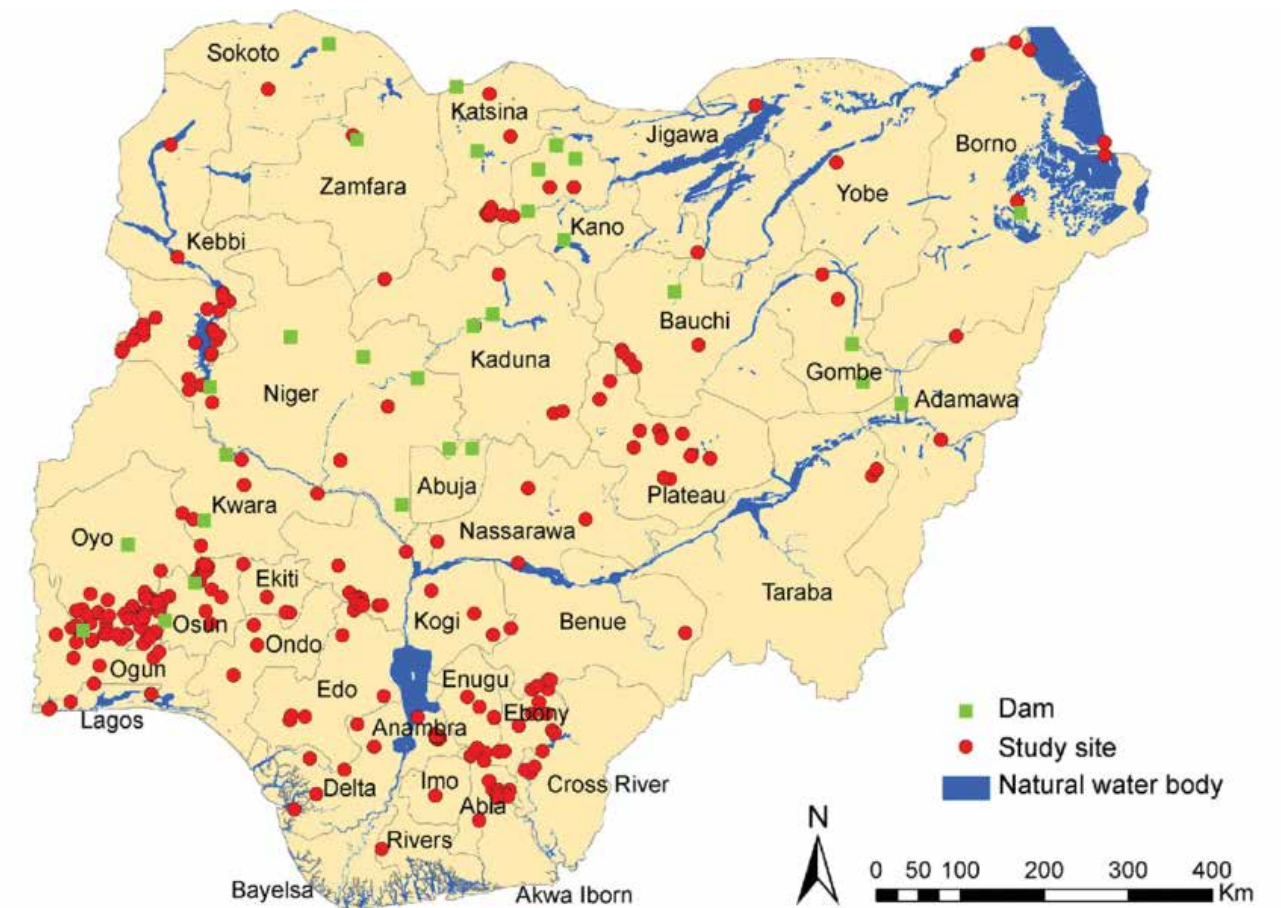 Sokoto
Katsina
Jigawa
Borno
Zamfara
Yobe
Kano
Kebbi
Bauchi
Kaduna
Gombe
Niger
Adamawa
Abuja
Plateau
Kwara
Nassarawa
Oyo
Ekiti
Taraba
Kogi
Benue
Osun
Ondo
Ogun
Enugu
Edo
Ebony
Lagos
Anambra
Imo
Cross River
Delta
Abla
Rivers
Bayelsa
Akwa Iborn
Dam
Study site
Natural water body
N
0 50 100 200 300 400
Km